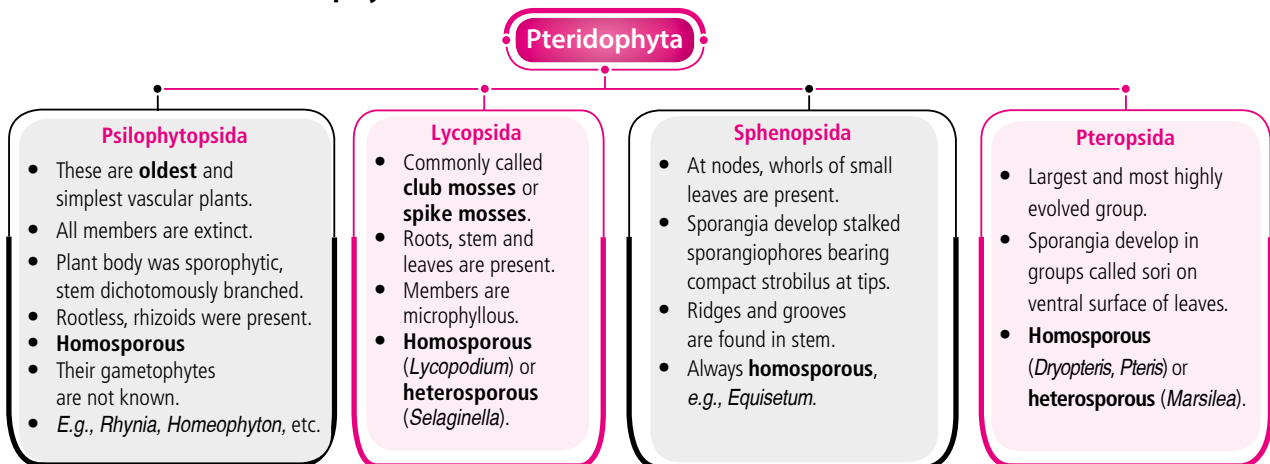 Pteridophyta
Psilophytopsida
• These are oldest and
simplest vascular plants.
• All members are extinct.
• Plant body was sporophytic,
stem dichotomously branched.
• Rootless, rhizoids were present.
• Homosporous
• Their gametophytes
are not known.
• E.g., Rhynia, Homeophyton, etc.
Lycopsida
• Commonly called
club mosses or
spike mosses.
• Roots, stem and
leaves are present.
• Members are
microphyllous.
• Homosporous
(Lycopodium) or
heterosporous
(Selaginella).
Sphenopsida
• At nodes, whorls of small
leaves are present.
• Sporangia develop stalked
sporangiophores bearing
compact strobilus at tips.
• Ridges and grooves
are found in stem.
• Always homosporous,
e.g., Equisetum.
Pteropsida
• Largest and most highly
evolved group.
• Sporangia develop in
groups called sori on
ventral surface of leaves.
• Homosporous
(Dryopteris, Pteris) or
heterosporous (Marsilea).